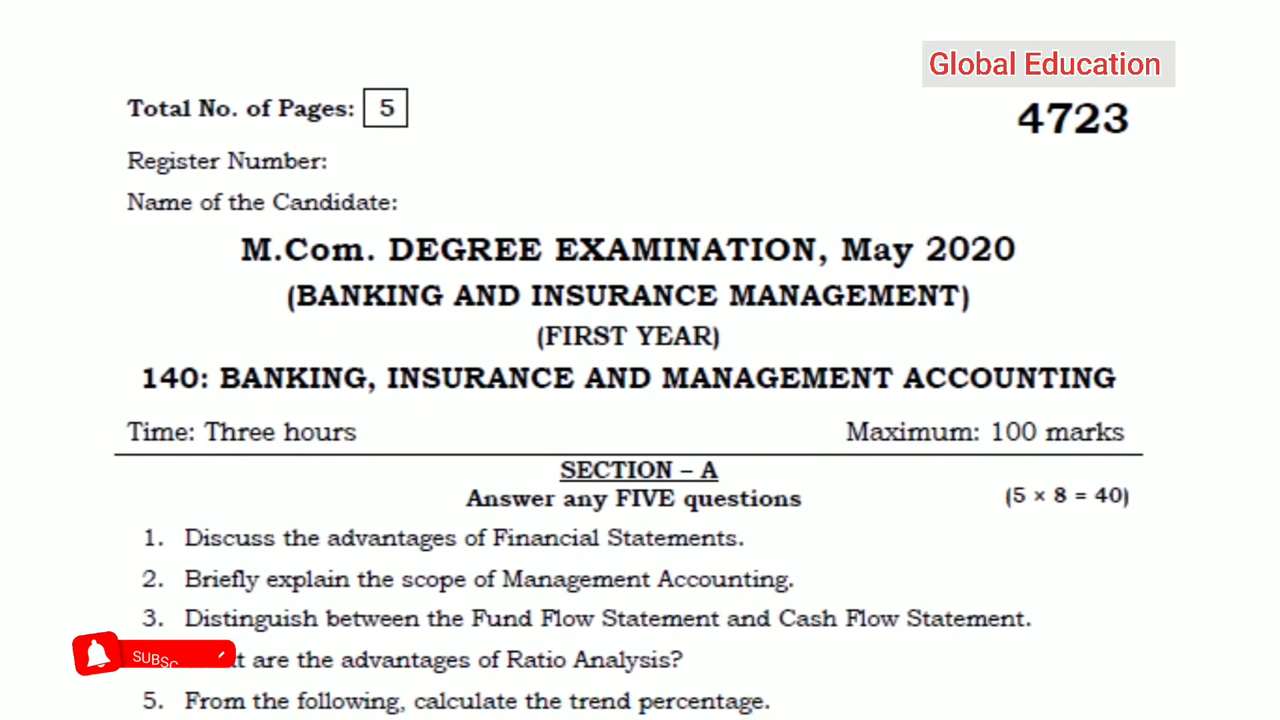 Global Education
Total No. of Pages: 5
4723
Register Number:
Name of the Candidate:
M.Com. DEGREE EXAMINATION, May 2020
(BANKING AND INSURANCE MANAGEMENT)
(FIRST YEAR)
140: BANKING, INSURANCE AND MANAGEMENT ACCOUNTING
Time: Three hours Maximum: 100 marks
SECTION – A
Answer any FIVE questions (5 × 8 = 40)
1. Discuss the advantages of Financial Statements.
2. Briefly explain the scope of Management Accounting.
3. Distinguish between the Fund Flow Statement and Cash Flow Statement.
are the advantages of Ratio Analysis?
5. From the following, calculate the trend percentage.